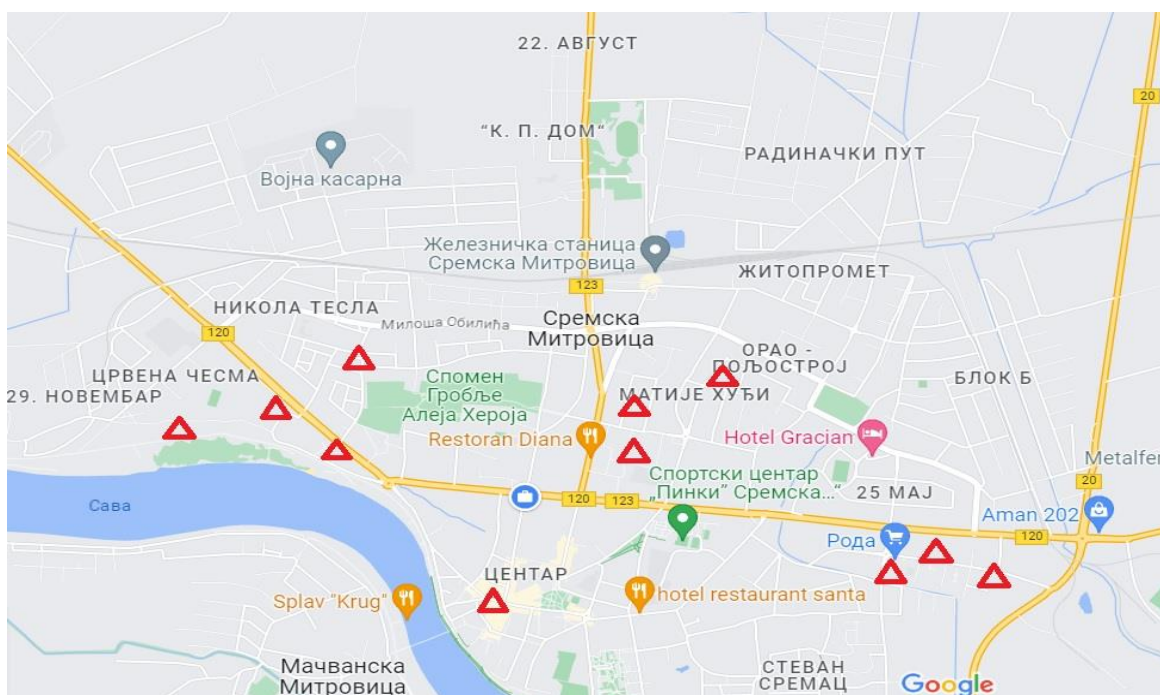 22. АВГУСТ
20
"К. П. ДОМ"
РАДИНАЧКИ ПУТ
Војна касарна
Железничка станица
Сремска Митровица
ЖИТОПРОМЕТ
123
НИКОЛА ТЕСЛА
Милоша Обилића
Сремска
Митровица
120
ОРАО -
ПОЉОСТРОЈ
ЦРВЕНА ЧЕСМА
Спомен
Гробље
Алеја Хероја
БЛОК Б
29. НОВЕМБАР
МАТИЈЕ ХУЂИ
Restoran Diana
Hotel Gracian
Metalfer
Спортски центар
„Пинки” Сремска...“
25 МАЈ
20
Сава
120
123
Aman 202
120
Рода
ЦЕНТАР
Splav "Krug"
hotel restaurant santa
Мачванска
Митровица
СТЕВАН
СРЕМАЦ
Google